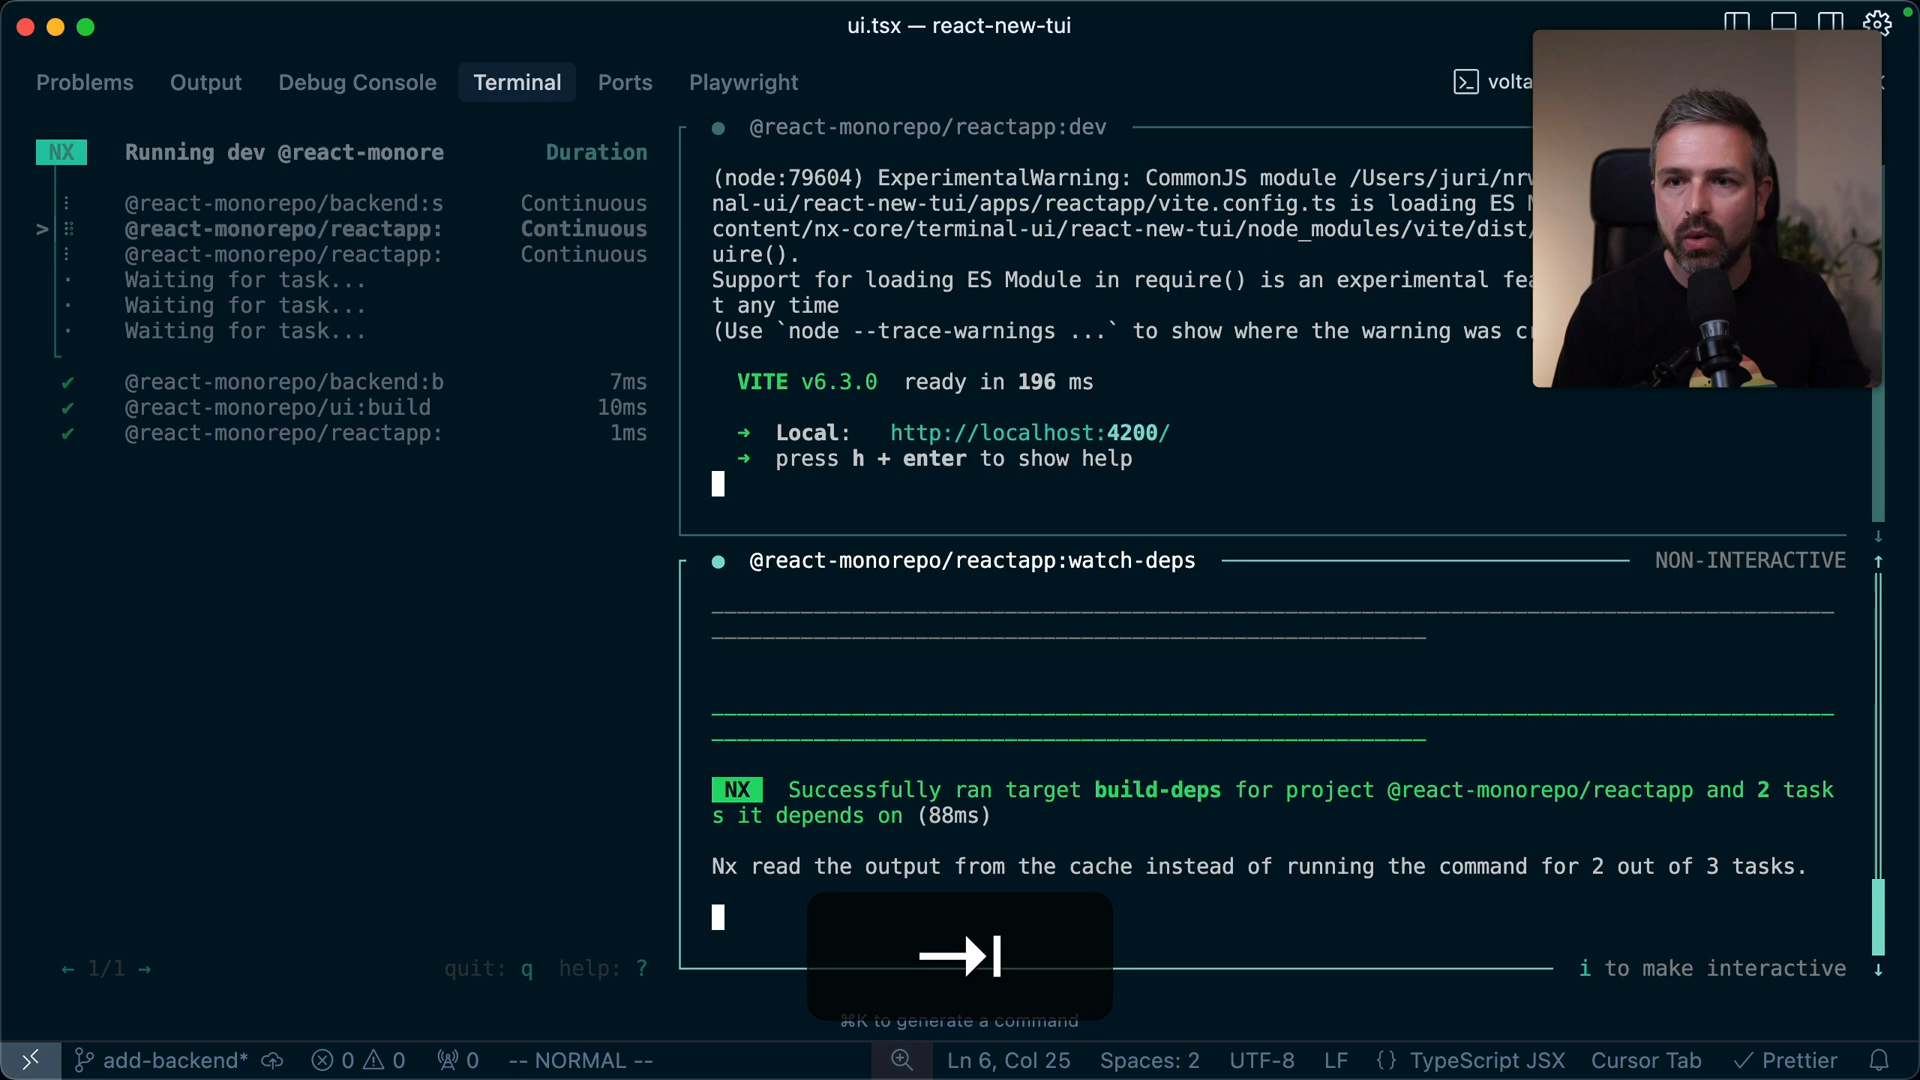 ui.tsx — react-new-tui
Problems Output Debug Console Terminal Ports Playwright volta
NX Running dev @react-monore Duration
@react-monorepo/backend:s Continuous
> @react-monorepo/reactapp: Continuous
@react-monorepo/reactapp: Continuous
· Waiting for task...
· Waiting for task...
· Waiting for task...
✔ @react-monorepo/backend:b 7ms
✔ @react-monorepo/ui:build 10ms
✔ @react-monorepo/reactapp: 1ms
← 1/1 → quit: q help: ?
● @react-monorepo/reactapp:dev
(node:79604) ExperimentalWarning: CommonJS module /Users/juri/nrw
nal-ui/react-new-tui/apps/reactapp/vite.config.ts is loading ES M
content/nx-core/terminal-ui/react-new-tui/node_modules/vite/dist/
uire().
Support for loading ES Module in require() is an experimental fea
t any time
(Use `node --trace-warnings ...` to show where the warning was cr
VITE v6.3.0 ready in 196 ms
➜ Local: http://localhost:4200/
➜ press h + enter to show help
● @react-monorepo/reactapp:watch-deps NON-INTERACTIVE
NX Successfully ran target build-deps for project @react-monorepo/reactapp and 2 task
s it depends on (88ms)
Nx read the output from the cache instead of running the command for 2 out of 3 tasks.
i to make interactive
⌘K to generate a command
add-backend* 0 0 0 -- NORMAL -- Ln 6, Col 25 Spaces: 2 UTF-8 LF {} TypeScript JSX Cursor Tab ✓ Prettier